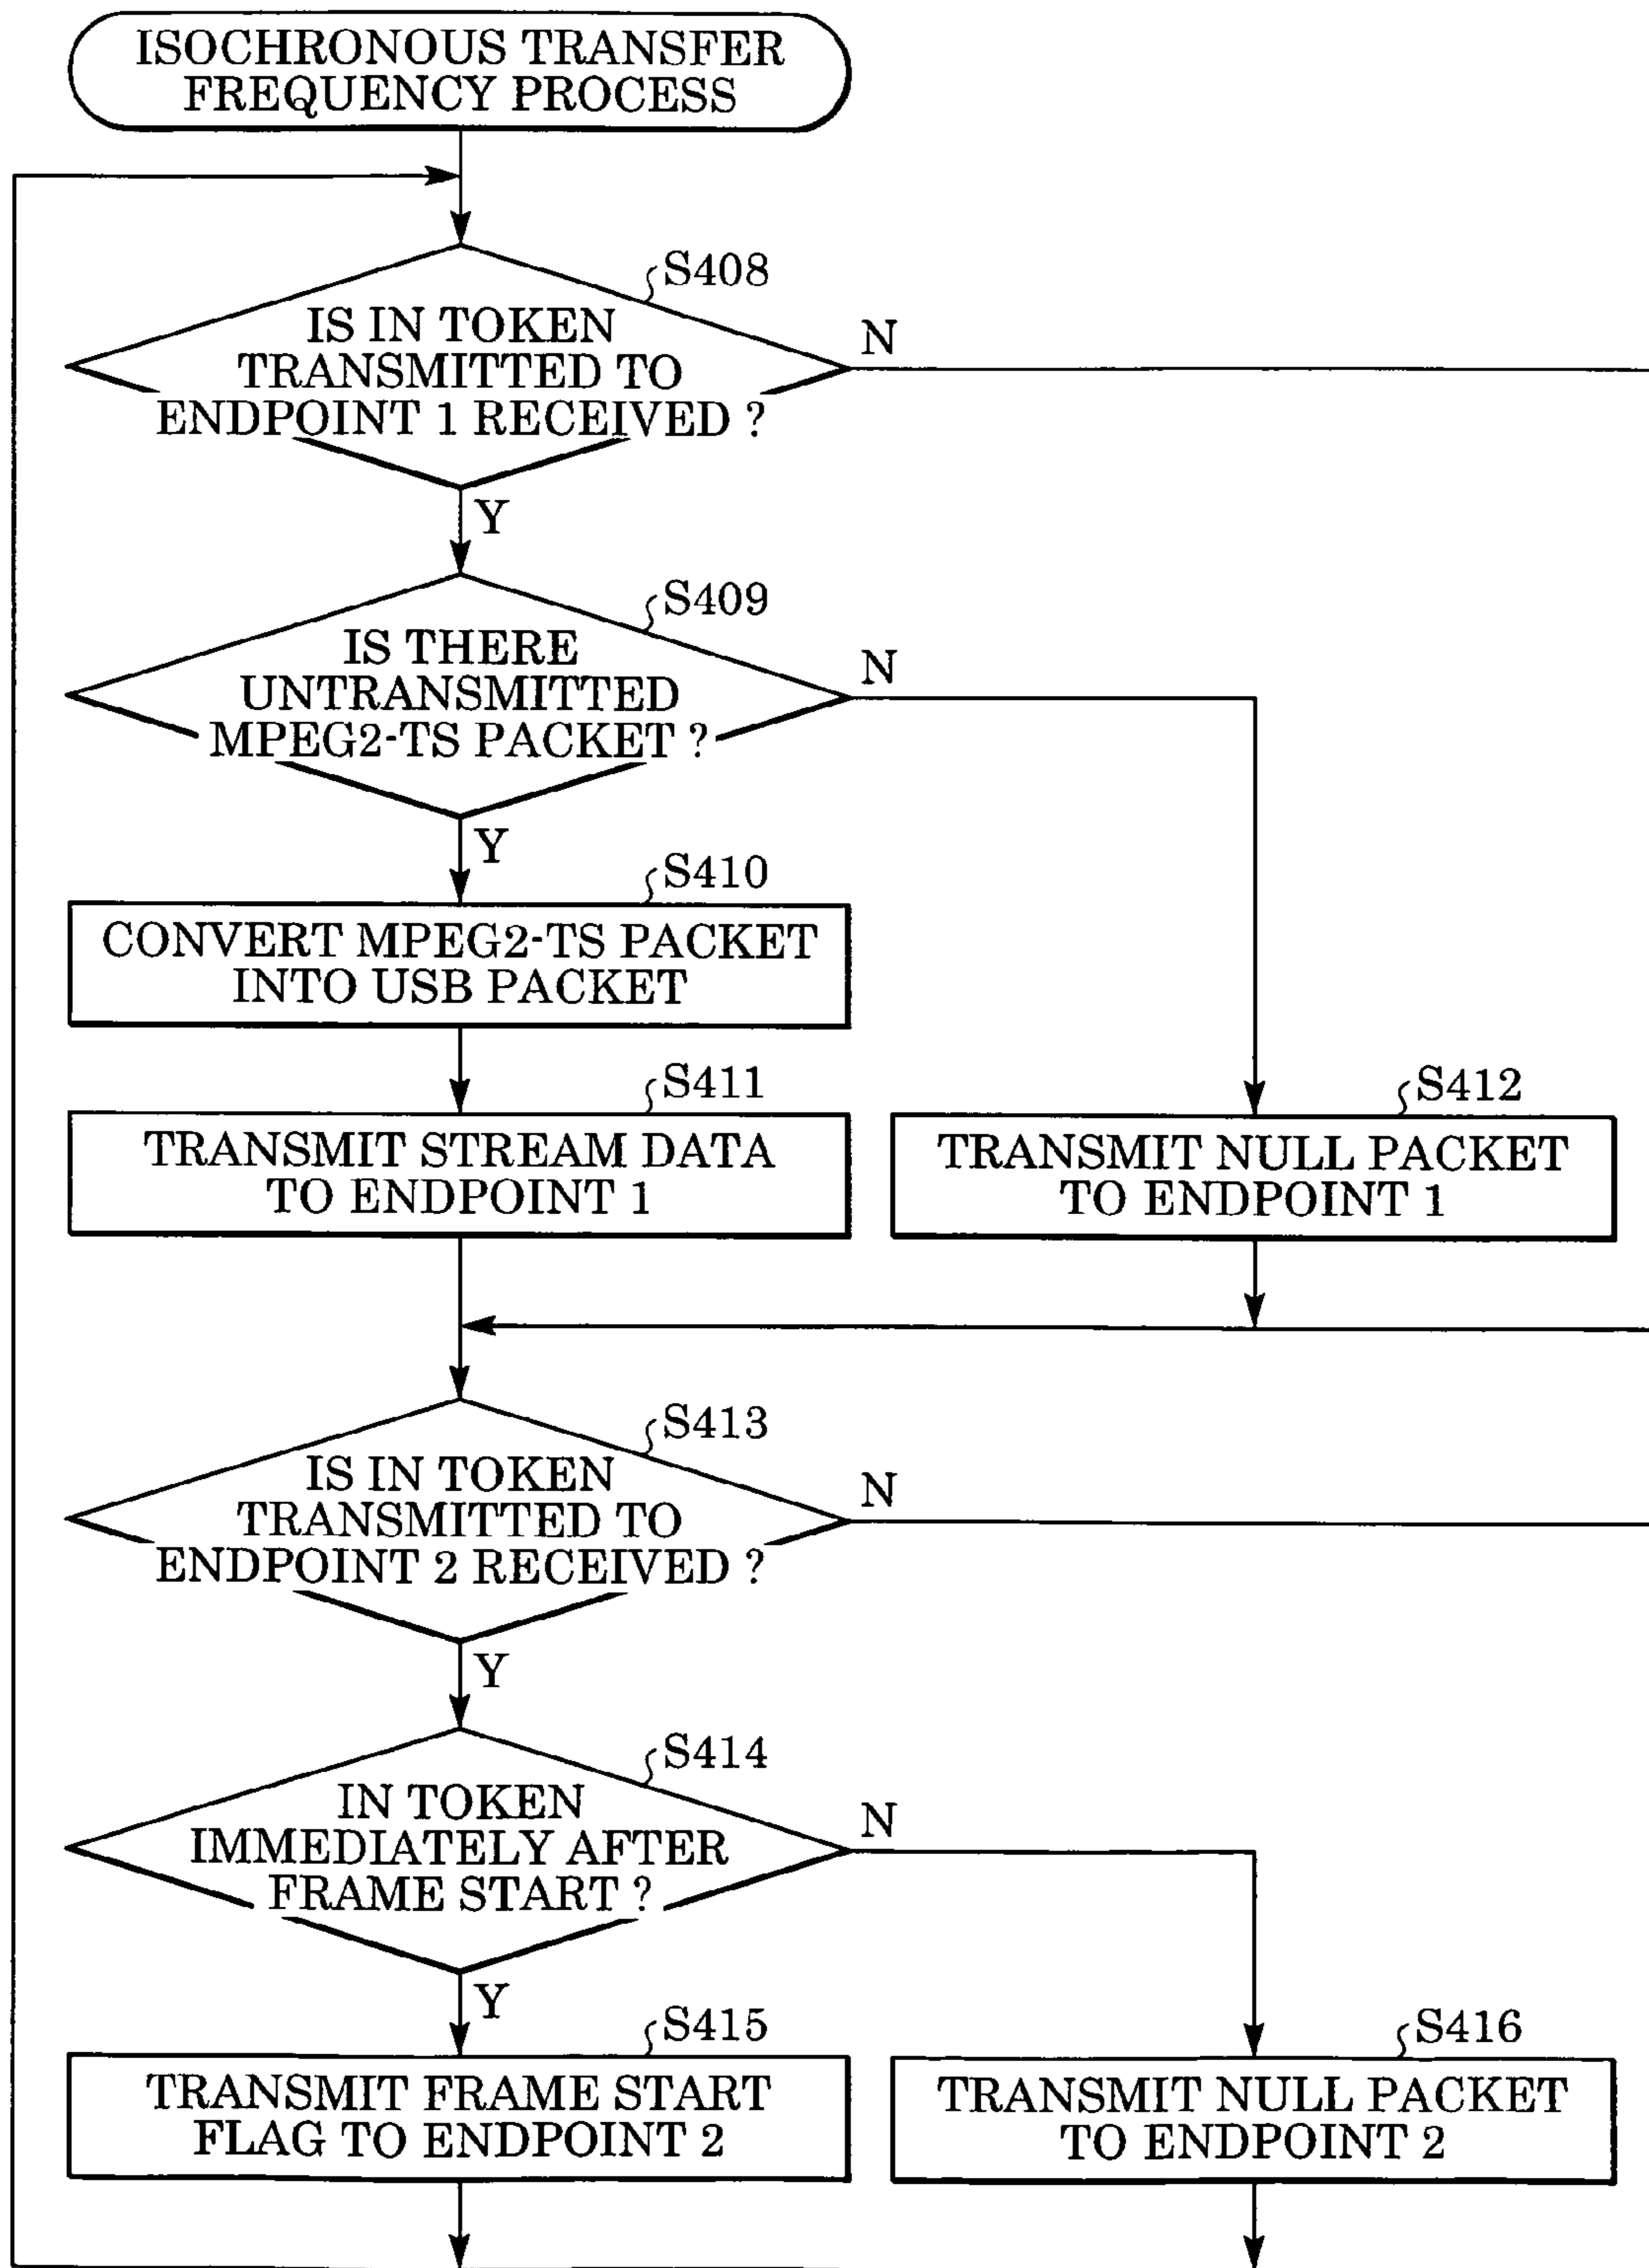 ISOCHRONOUS TRANSFER
FREQUENCY PROCESS
S408
IS IN TOKEN
TRANSMITTED TO
ENDPOINT 1 RECEIVED ?
N
Y
S409
IS THERE
UNTRANSMITTED
MPEG2-TS PACKET ?
N
Y
S410
CONVERT MPEG2-TS PACKET
INTO USB PACKET
S411
TRANSMIT STREAM DATA
TO ENDPOINT 1
S412
TRANSMIT NULL PACKET
TO ENDPOINT 1
S413
IS IN TOKEN
TRANSMITTED TO
ENDPOINT 2 RECEIVED ?
N
Y
S414
IN TOKEN
IMMEDIATELY AFTER
FRAME START ?
N
Y
S415
TRANSMIT FRAME START
FLAG TO ENDPOINT 2
S416
TRANSMIT NULL PACKET
TO ENDPOINT 2